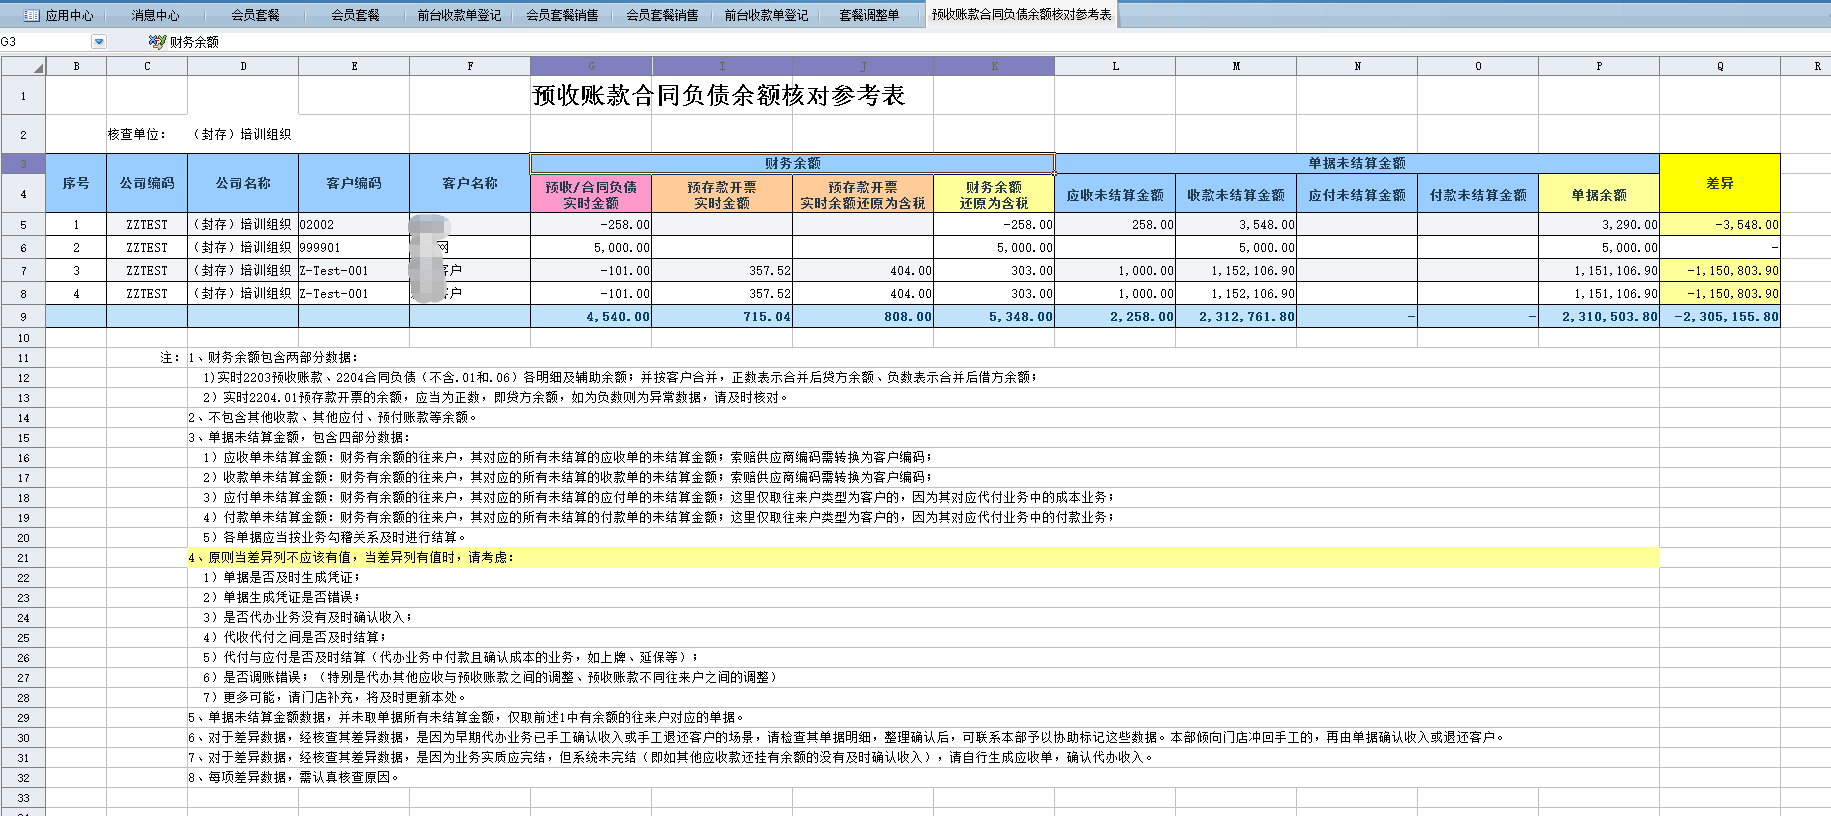 应用中心 消息中心 会员套餐 会员套餐 前台收款单登记 会员套餐销售 会员套餐销售 前台收款单登记 套餐调整单 预收账款合同负债余额核对参考表
G3 财务余额
B C D E F G I J K L M N O P Q R
1 预收账款合同负债余额核对参考表
2 核查单位： （封存）培训组织
3 序号 公司编码 公司名称 客户编码 客户名称 财务余额 单据未结算金额 差异
4 预收/合同负债 实时金额 预存款开票 实时金额 预存款开票 实时余额还原为含税 财务余额 还原为含税 应收未结算金额 收款未结算金额 应付未结算金额 付款未结算金额 单据余额
5 1 ZZTEST （封存）培训组织 02002 -258.00 -258.00 258.00 3,548.00 3,290.00 -3,548.00
6 2 ZZTEST （封存）培训组织 999901 网 5,000.00 5,000.00 5,000.00 5,000.00 -
7 3 ZZTEST （封存）培训组织 Z-Test-001 客户 -101.00 357.52 404.00 303.00 1,000.00 1,152,106.90 1,151,106.90 -1,150,803.90
8 4 ZZTEST （封存）培训组织 Z-Test-001 户 -101.00 357.52 404.00 303.00 1,000.00 1,152,106.90 1,151,106.90 -1,150,803.90
9 4,540.00 715.04 808.00 5,348.00 2,258.00 2,312,761.80 - - 2,310,503.80 -2,305,155.80
10
11 注： 1、财务余额包含两部分数据：
12 1)实时2203预收账款、2204合同负债（不含.01和.06）各明细及辅助余额；并按客户合并，正数表示合并后贷方余额、负数表示合并后借方余额；
13 2）实时2204.01预存款开票的余额，应当为正数，即贷方余额，如为负数则为异常数据，请及时核对。
14 2、不包含其他收款、其他应付、预付账款等余额。
15 3、单据未结算金额，包含四部分数据：
16 1）应收单未结算金额：财务有余额的往来户，其对应的所有未结算的应收单的未结算金额；索赔供应商编码需转换为客户编码；
17 2）收款单未结算金额：财务有余额的往来户，其对应的所有未结算的收款单的未结算金额；索赔供应商编码需转换为客户编码；
18 3）应付单未结算金额：财务有余额的往来户，其对应的所有未结算的应付单的未结算金额；这里仅取往来户类型为客户的，因为其对应代付业务中的成本业务；
19 4）付款单未结算金额：财务有余额的往来户，其对应的所有未结算的付款单的未结算金额；这里仅取往来户类型为客户的，因为其对应代付业务中的付款业务；
20 5）各单据应当按业务勾稽关系及时进行结算。
21 4、原则当差异列不应该有值，当差异列有值时，请考虑：
22 1）单据是否及时生成凭证；
23 2）单据生成凭证是否错误；
24 3）是否代办业务没有及时确认收入；
25 4）代收代付之间是否及时结算；
26 5）代付与应付是否及时结算（代办业务中付款且确认成本的业务，如上牌、延保等）；
27 6）是否调账错误；（特别是代办其他应收与预收账款之间的调整、预收账款不同往来户之间的调整）
28 7）更多可能，请门店补充，将及时更新本处。
29 5、单据未结算金额数据，并未取单据所有未结算金额，仅取前述1中有余额的往来户对应的单据。
30 6、对于差异数据，经核查其差异数据，是因为早期代办业务已手工确认收入或手工退还客户的场景，请检查其单据明细，整理确认后，可联系本部予以协助标记这些数据。本部倾向门店冲回手工的，再由单据确认收入或退还客户。
31 7、对于差异数据，经核查其差异数据，是因为业务实质应完结，但系统未完结（即如其他应收款还挂有余额的没有及时确认收入），请自行生成应收单，确认代办收入。
32 8、每项差异数据，需认真核查原因。
33